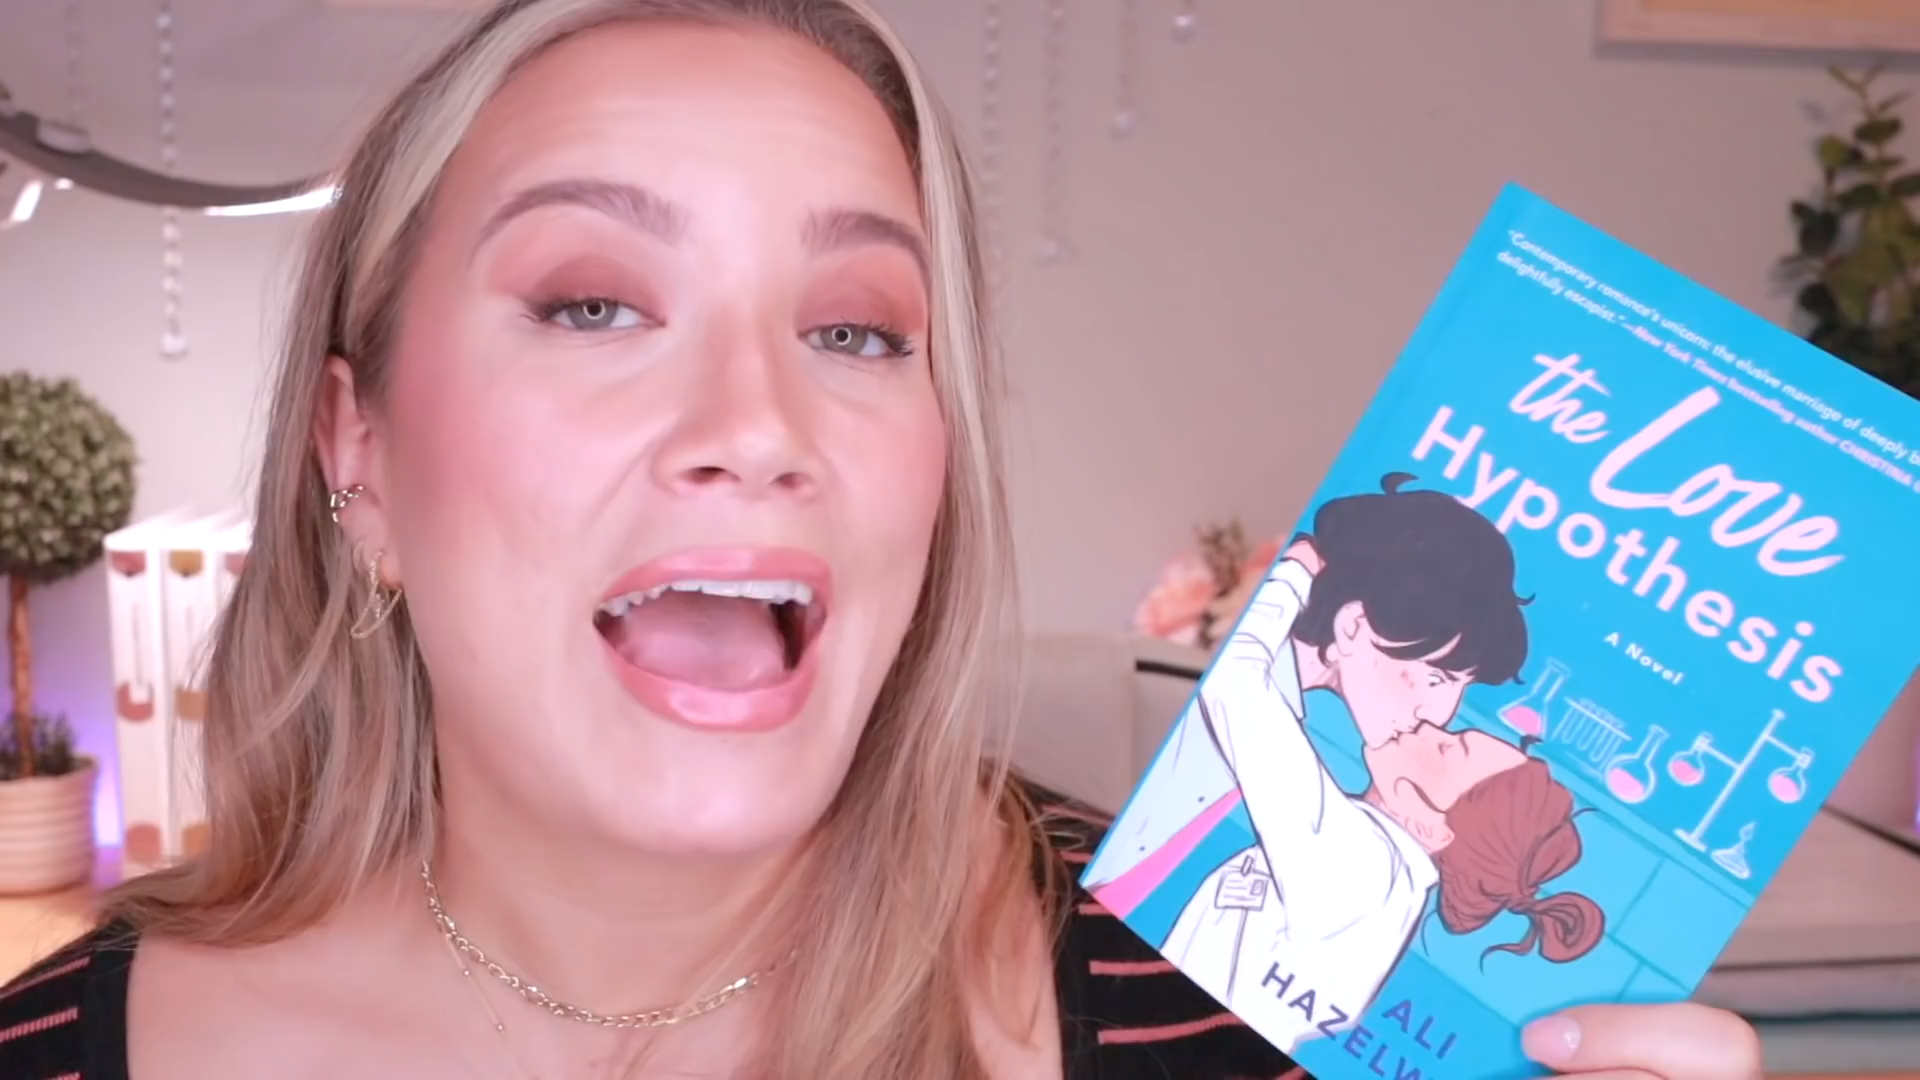 "Contemporary romance's unicorn: the elusive marriage of deeply
delightfully escapist." —New York Times bestselling author CHRISTINA
the Love
Hypothesis
A Novel
ALI
HAZELW